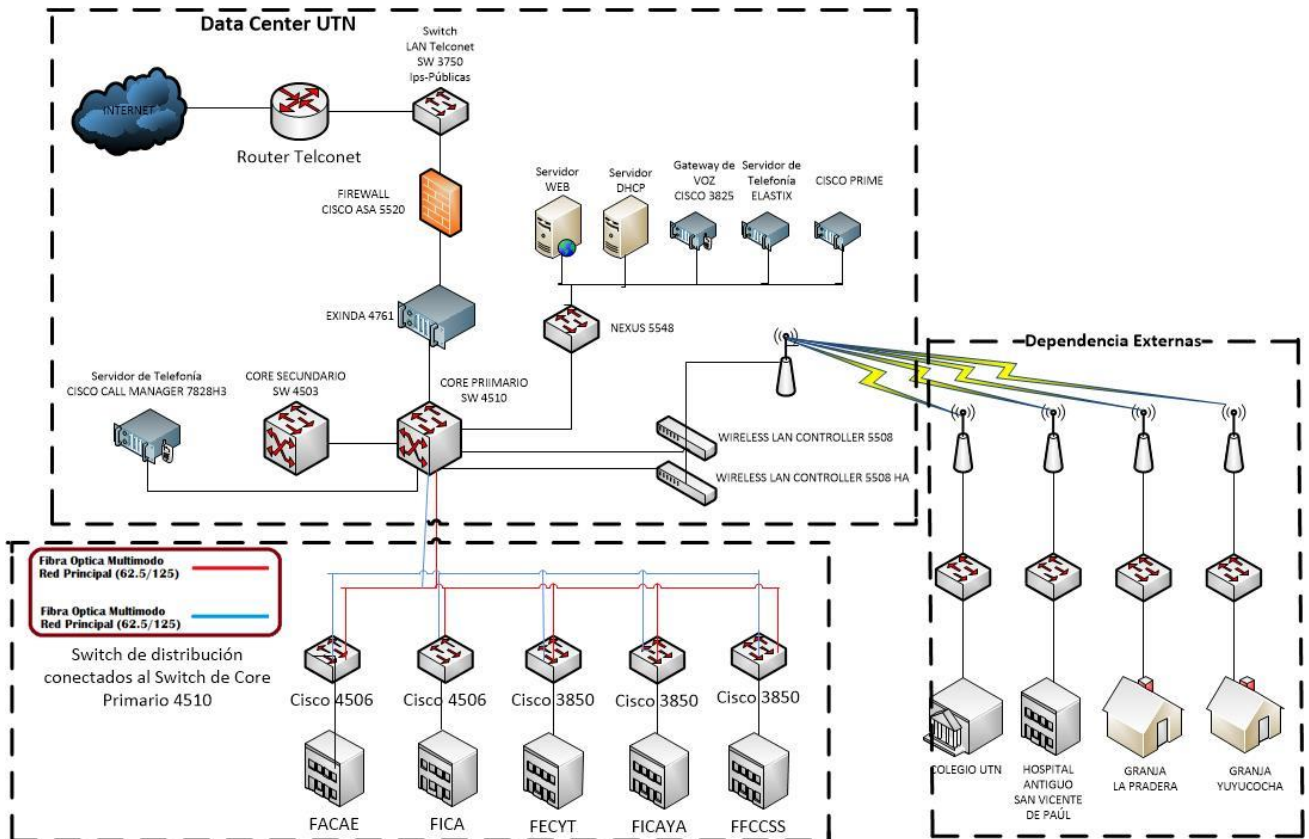 Data Center UTN
Switch
LAN Telconet
SW 3750
Ips-Públicas
INTERNET
Router Telconet
FIREWALL
CISCO ASA 5520
Servidor
WEB
Servidor
DHCP
Gateway de
VOZ
CISCO 3825
Servidor de
Telefonía
ELASTIX
CISCO PRIME
EXINDA 4761
NEXUS 5548
Dependencia Externas
Servidor de Telefonía
CISCO CALL MANAGER 7828H3
CORE SECUNDARIO
SW 4503
CORE PRIIMARIO
SW 4510
WIRELESS LAN CONTROLLER 5508
WIRELESS LAN CONTROLLER 5508 HA
Fibra Optica Multimodo
Red Principal (62.5/125)
Fibra Optica Multimodo
Red Principal (62.5/125)
Switch de distribución
conectados al Switch de Core
Primario 4510
Cisco 4506
Cisco 4506
Cisco 3850
Cisco 3850
Cisco 3850
FACAE
FICA
FECYT
FICAYA
FFCCSS
COLEGIO UTN
HOSPITAL
ANTIGUO
SAN VICENTE
DE PAÚL
GRANJA
LA PRADERA
GRANJA
YUYUCOCHA